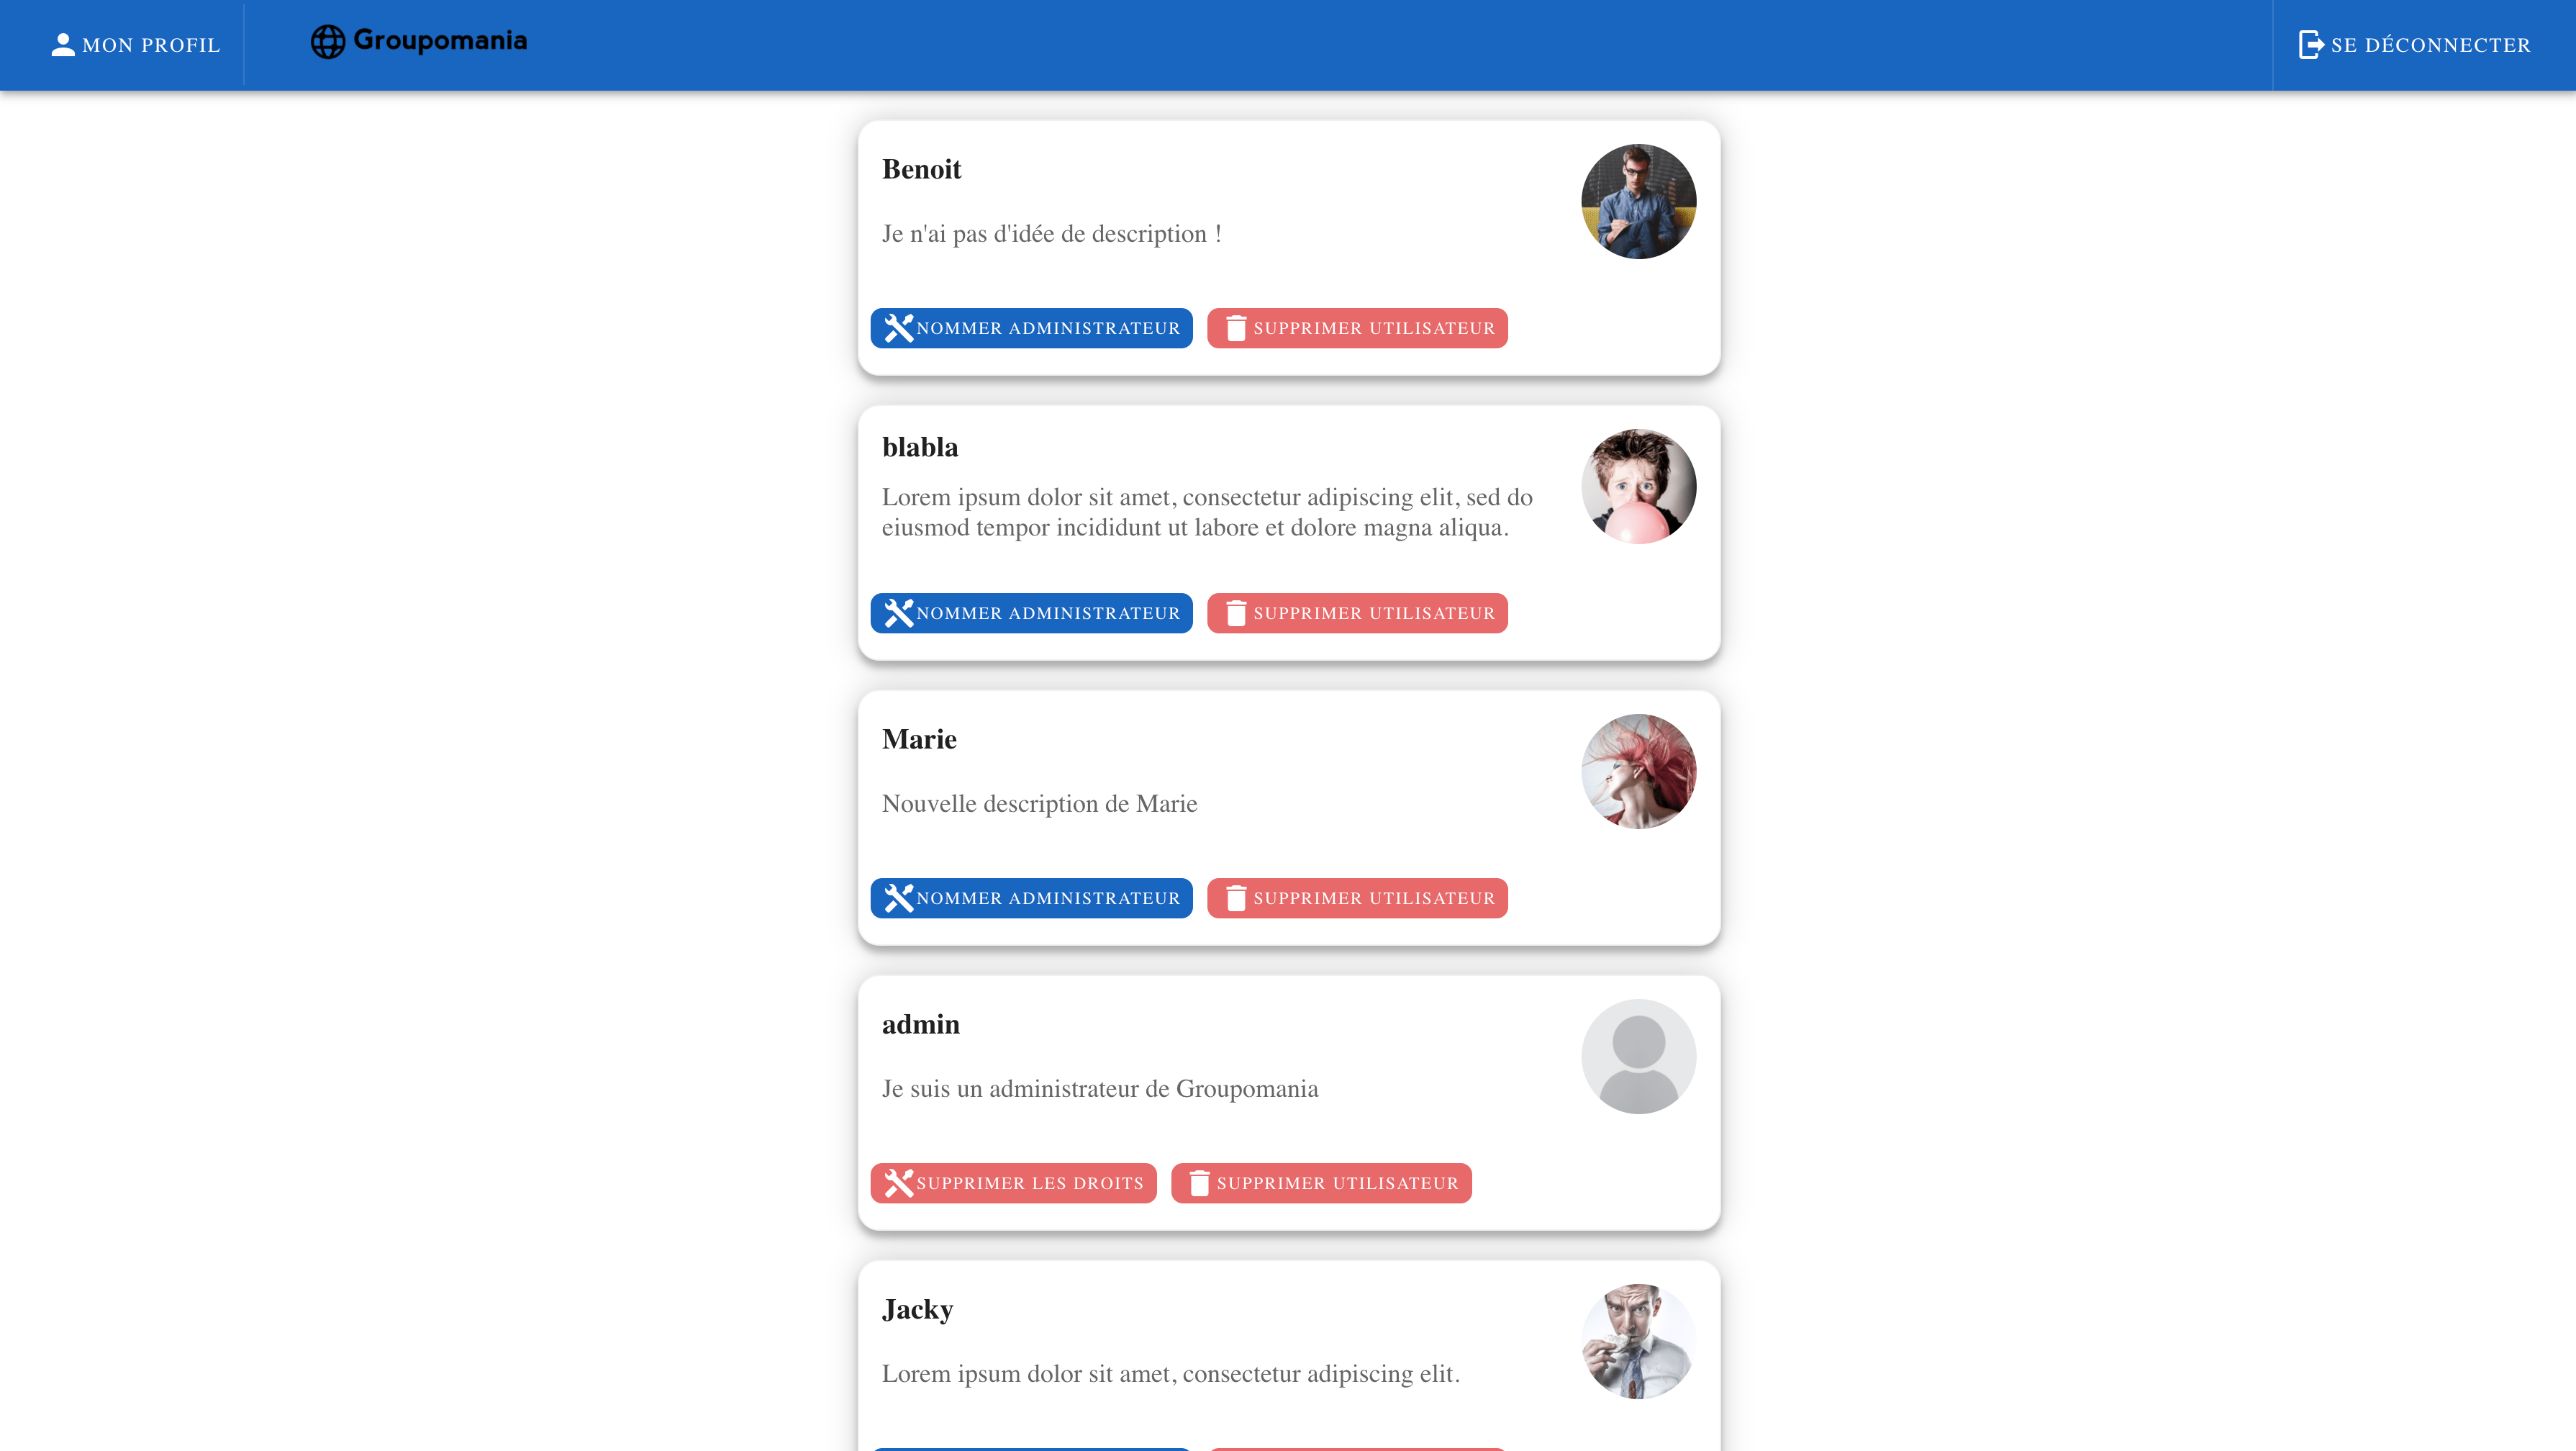 MON PROFIL
Groupomania
SE DÉCONNECTER
Benoit
Je n'ai pas d'idée de description !
NOMMER ADMINISTRATEUR
SUPPRIMER UTILISATEUR
blabla
Lorem ipsum dolor sit amet, consectetur adipiscing elit, sed do
eiusmod tempor incididunt ut labore et dolore magna aliqua.
NOMMER ADMINISTRATEUR
SUPPRIMER UTILISATEUR
Marie
Nouvelle description de Marie
NOMMER ADMINISTRATEUR
SUPPRIMER UTILISATEUR
admin
Je suis un administrateur de Groupomania
SUPPRIMER LES DROITS
SUPPRIMER UTILISATEUR
Jacky
Lorem ipsum dolor sit amet, consectetur adipiscing elit.